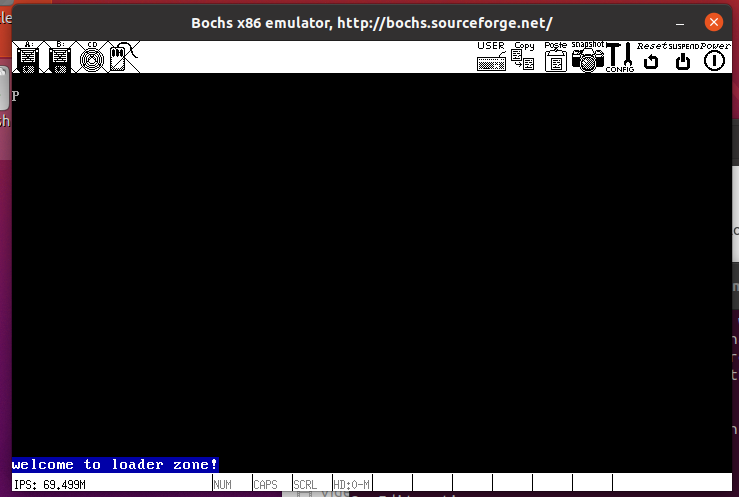 Bochs x86 emulator, http://bochs.sourceforge.net/
A: B: CD USER Copy Paste snapshot CONFIG Reset SUSPEND Power
P
welcome to loader zone!
IPS: 69.499M NUM CAPS SCRL HD:0-M